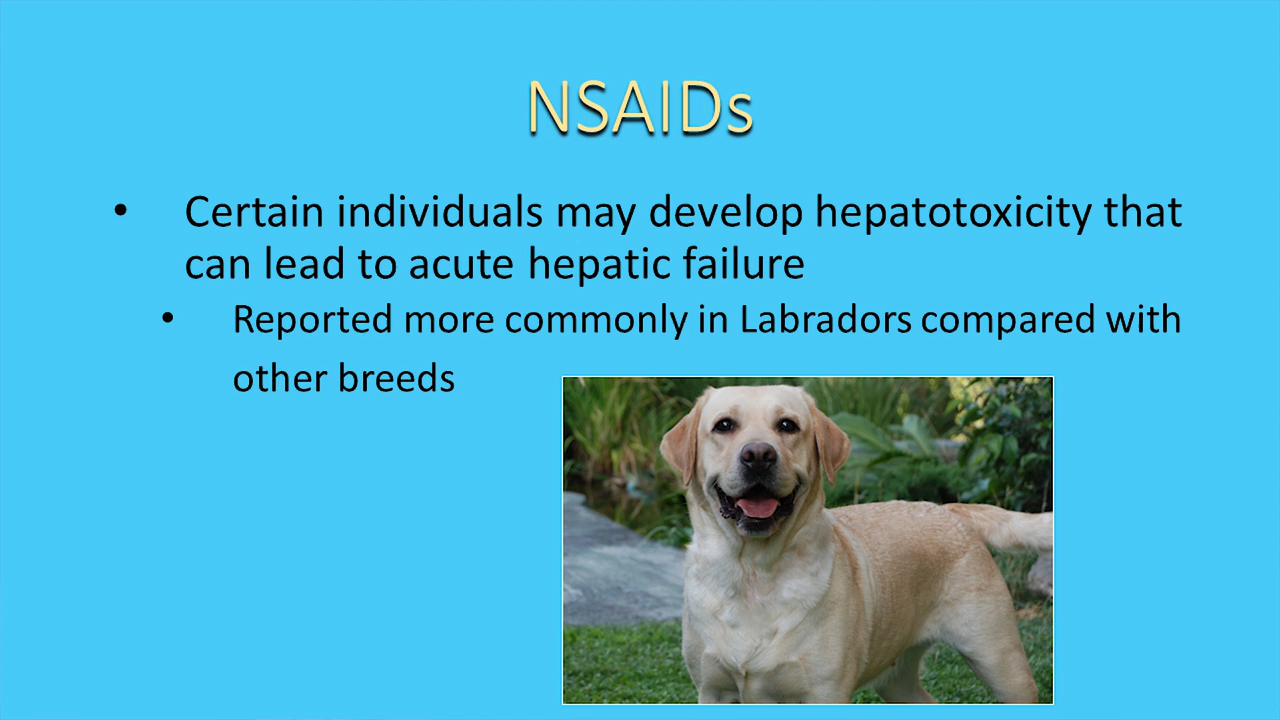 NSAIDs
• Certain individuals may develop hepatotoxicity that
can lead to acute hepatic failure
• Reported more commonly in Labradors compared with
other breeds